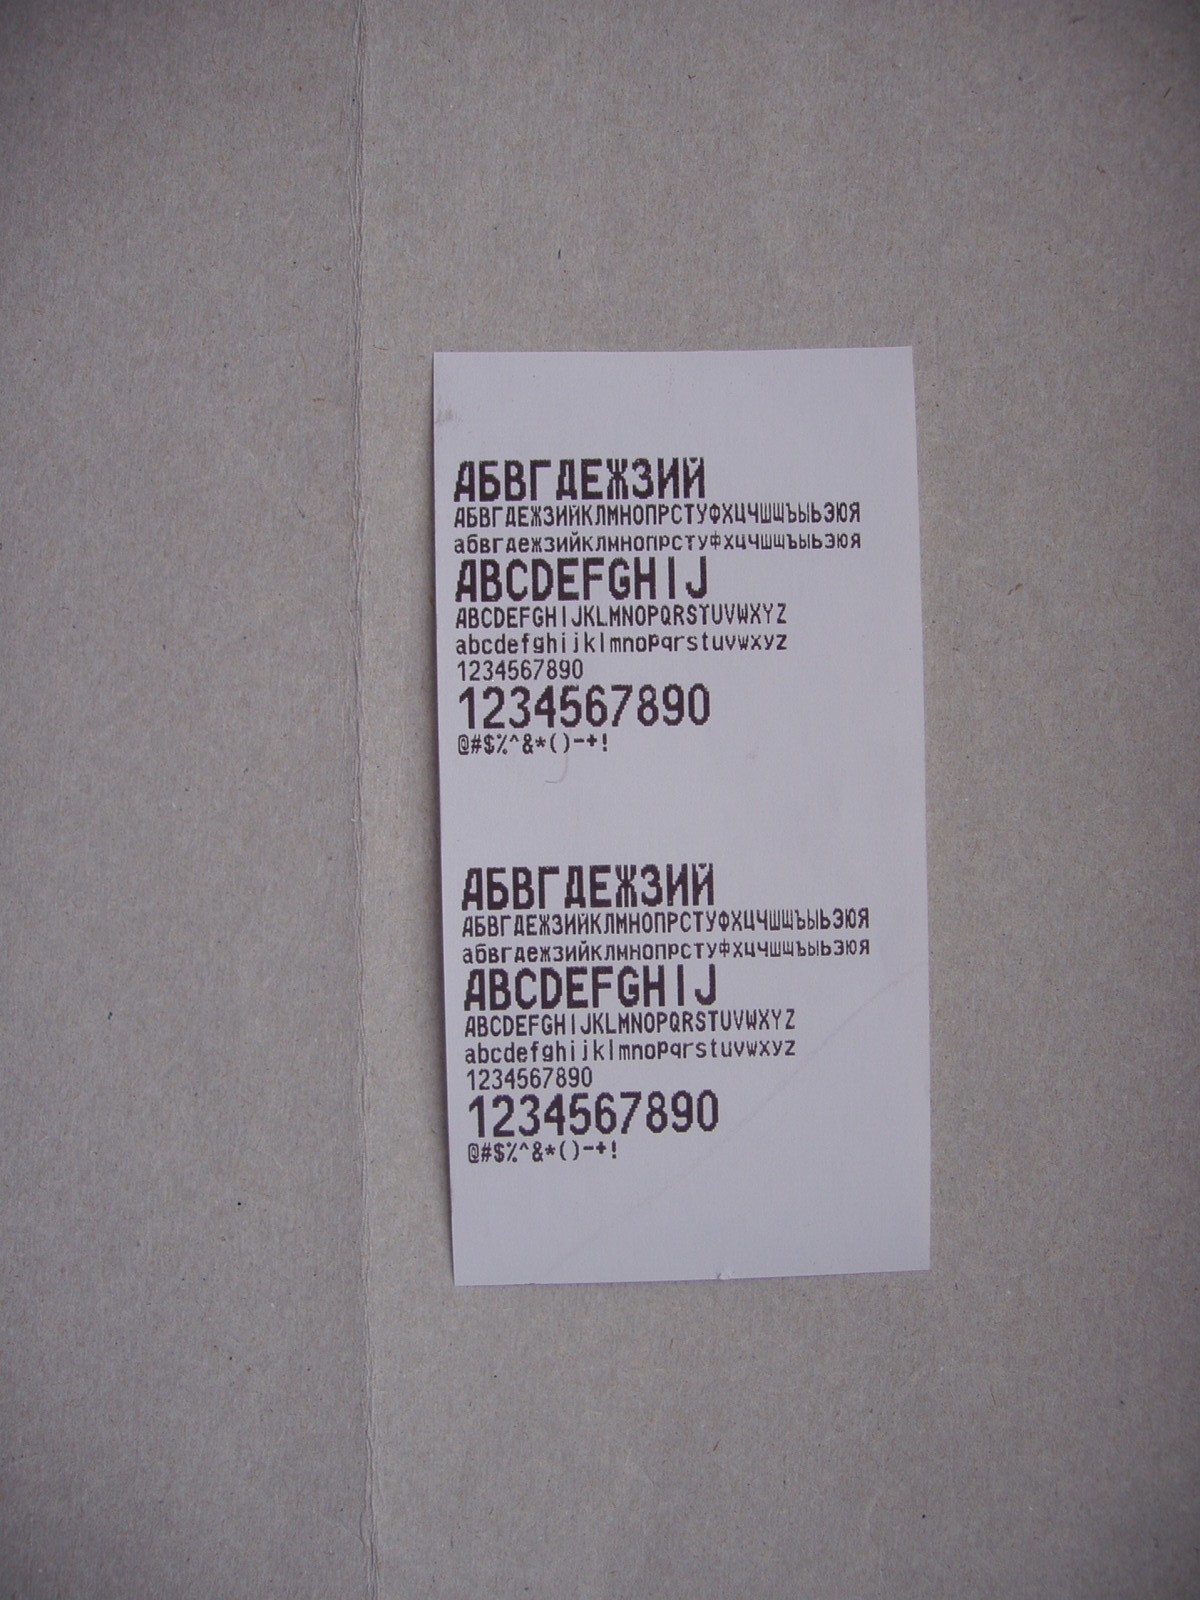 АБВГДЕЖЗИЙ
АБВГДЕЖЗИЙКЛМНОПРСТУФХЦЧШЩЪЫЬЭЮЯ
абвгдежзийклмнопрстуфхцчшщъыьэюя
ABCDEFGHIJ
ABCDEFGHIJKLMNOPQRSTUVWXYZ
abcdefghijklmnopqrstuvwxyz
1234567890
1234567890
@#$%^&*()-+!
АБВГДЕЖЗИЙ
АБВГДЕЖЗИЙКЛМНОПРСТУФХЦЧШЩЪЫЬЭЮЯ
абвгдежзийклмнопрстуфхцчшщъыьэюя
ABCDEFGHIJ
ABCDEFGHIJKLMNOPQRSTUVWXYZ
abcdefghijklmnopqrstuvwxyz
1234567890
1234567890
@#$%^&*()-+!